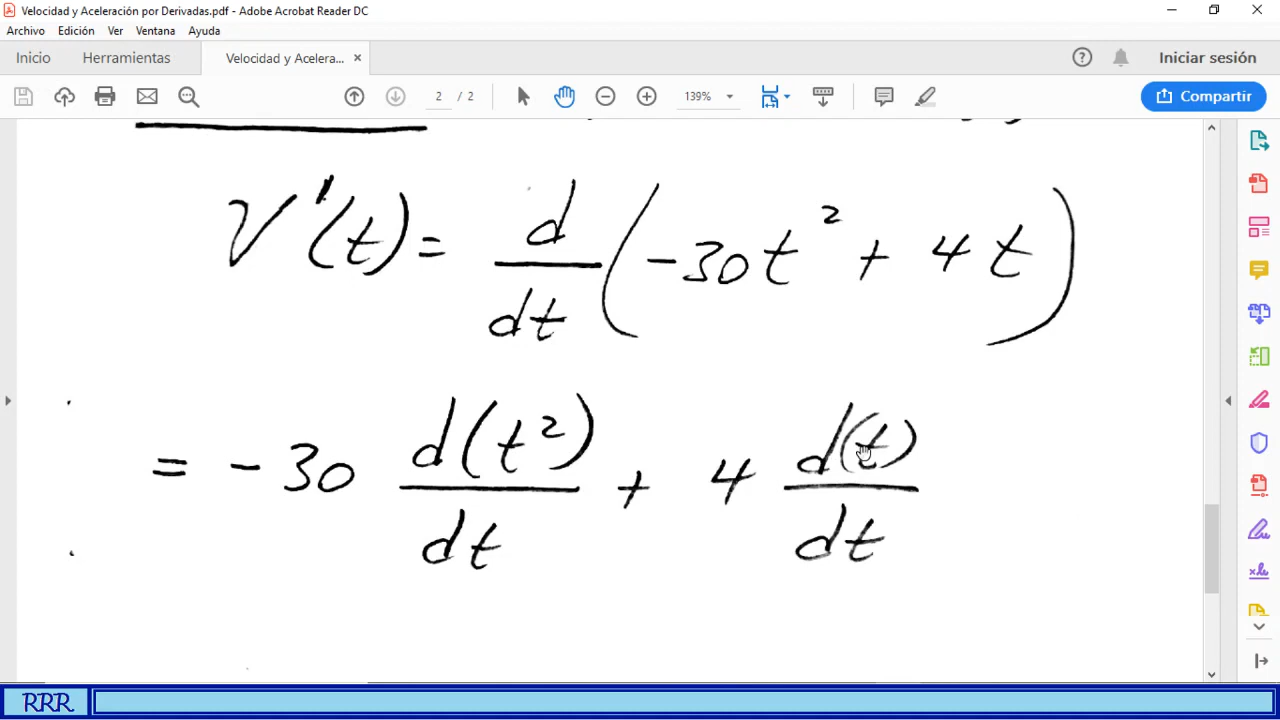 Velocidad y Aceleración por Derivadas.pdf - Adobe Acrobat Reader DC
Archivo Edición Ver Ventana Ayuda
Inicio Herramientas Velocidad y Acelera... × Iniciar sesión
2 / 2 139% Compartir
V'(t) = d/dt (-30t² + 4t)
= -30 d(t²)/dt + 4 d(t)/dt
RRR